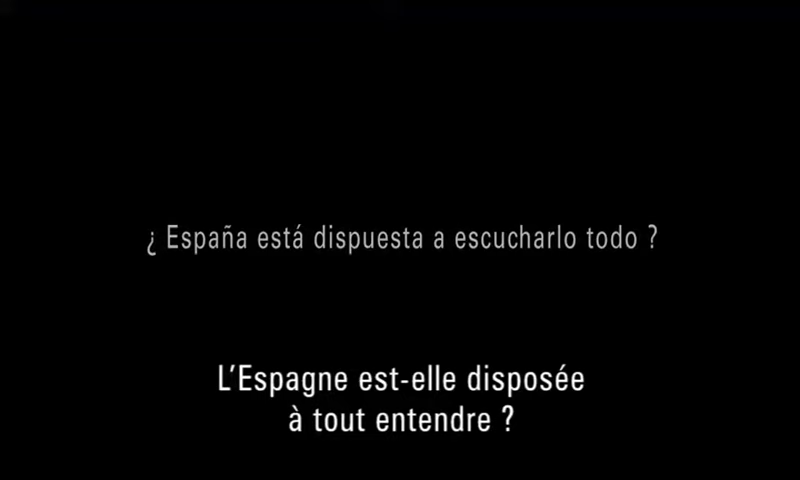 ¿ España está dispuesta a escucharlo todo ?
L’Espagne est-elle disposée
à tout entendre ?